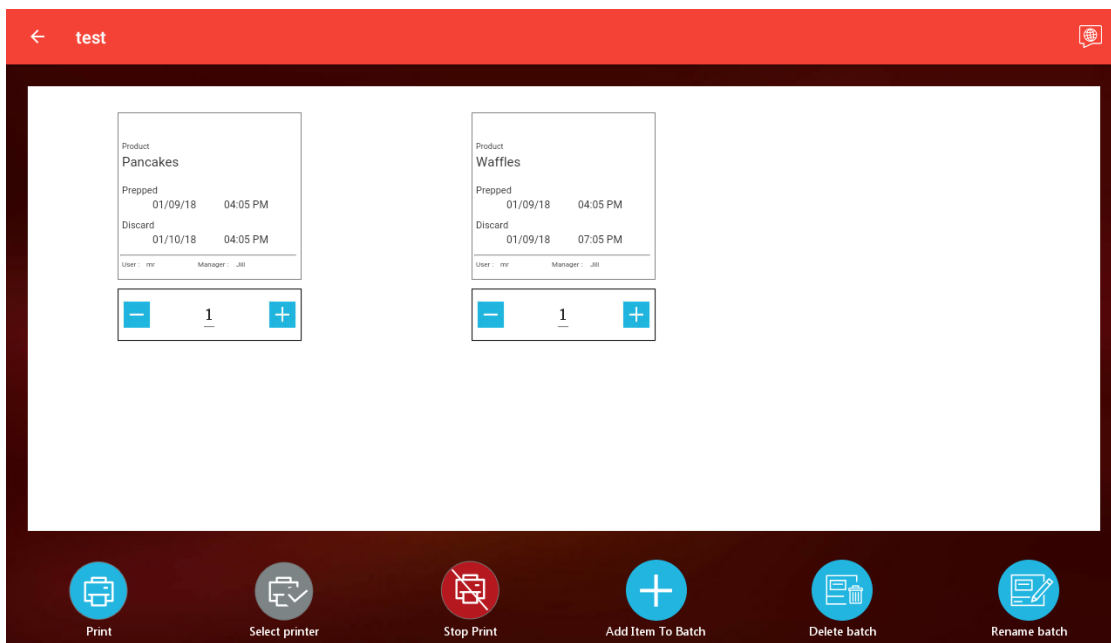 test
Product
Pancakes
Prepped
01/09/18 04:05 PM
Discard
01/10/18 04:05 PM
User : mr Manager : Jill
1
Product
Waffles
Prepped
01/09/18 04:05 PM
Discard
01/09/18 07:05 PM
User : mr Manager : Jill
1
Print
Select printer
Stop Print
Add Item To Batch
Delete batch
Rename batch